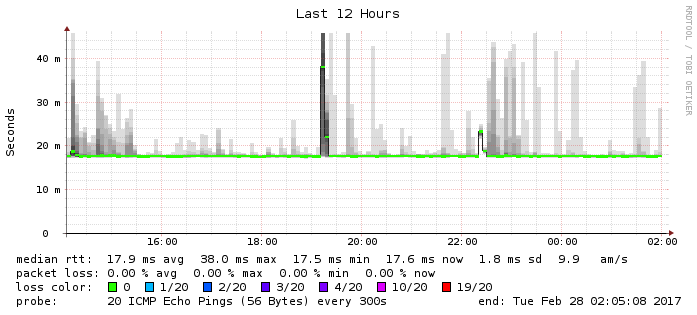 Last 12 Hours
RRDTOOL / TOBI OETIKER
Seconds
40 m
30 m
20 m
10 m
0
16:00 18:00 20:00 22:00 00:00 02:00
median rtt: 17.9 ms avg 38.0 ms max 17.5 ms min 17.6 ms now 1.8 ms sd 9.9 am/s
packet loss: 0.00 % avg 0.00 % max 0.00 % min 0.00 % now
loss color: 0 1/20 2/20 3/20 4/20 10/20 19/20
probe: 20 ICMP Echo Pings (56 Bytes) every 300s end: Tue Feb 28 02:05:08 2017